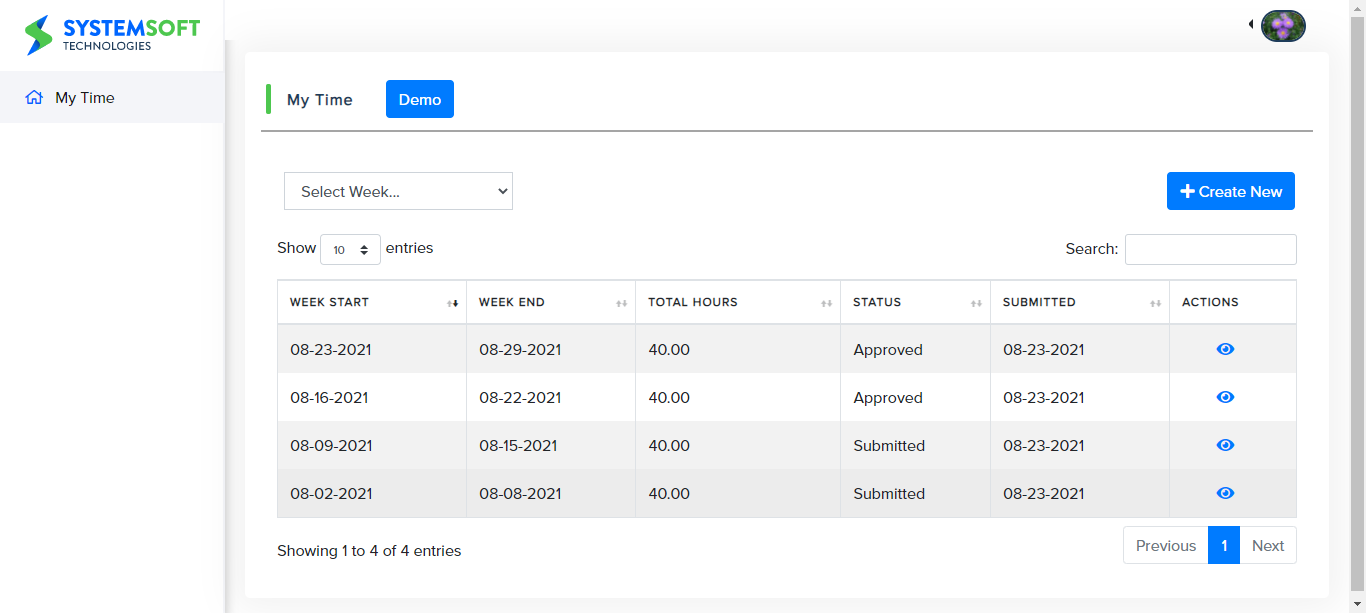 SYSTEMSOFT
TECHNOLOGIES
My Time
My Time Demo
Select Week...
Create New
Show 10 entries Search:
WEEK START WEEK END TOTAL HOURS STATUS SUBMITTED ACTIONS
08-23-2021 08-29-2021 40.00 Approved 08-23-2021
08-16-2021 08-22-2021 40.00 Approved 08-23-2021
08-09-2021 08-15-2021 40.00 Submitted 08-23-2021
08-02-2021 08-08-2021 40.00 Submitted 08-23-2021
Showing 1 to 4 of 4 entries Previous 1 Next